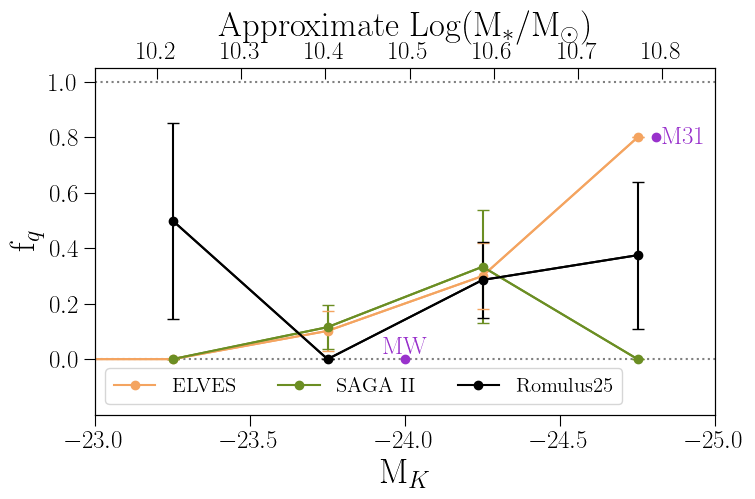 Approximate Log(M*/M☉)
10.2 10.3 10.4 10.5 10.6 10.7 10.8
1.0
0.8
0.6
0.4
0.2
0.0
f_q
M31
MW
ELVES SAGA II Romulus25
−23.0 −23.5 −24.0 −24.5 −25.0
M_K